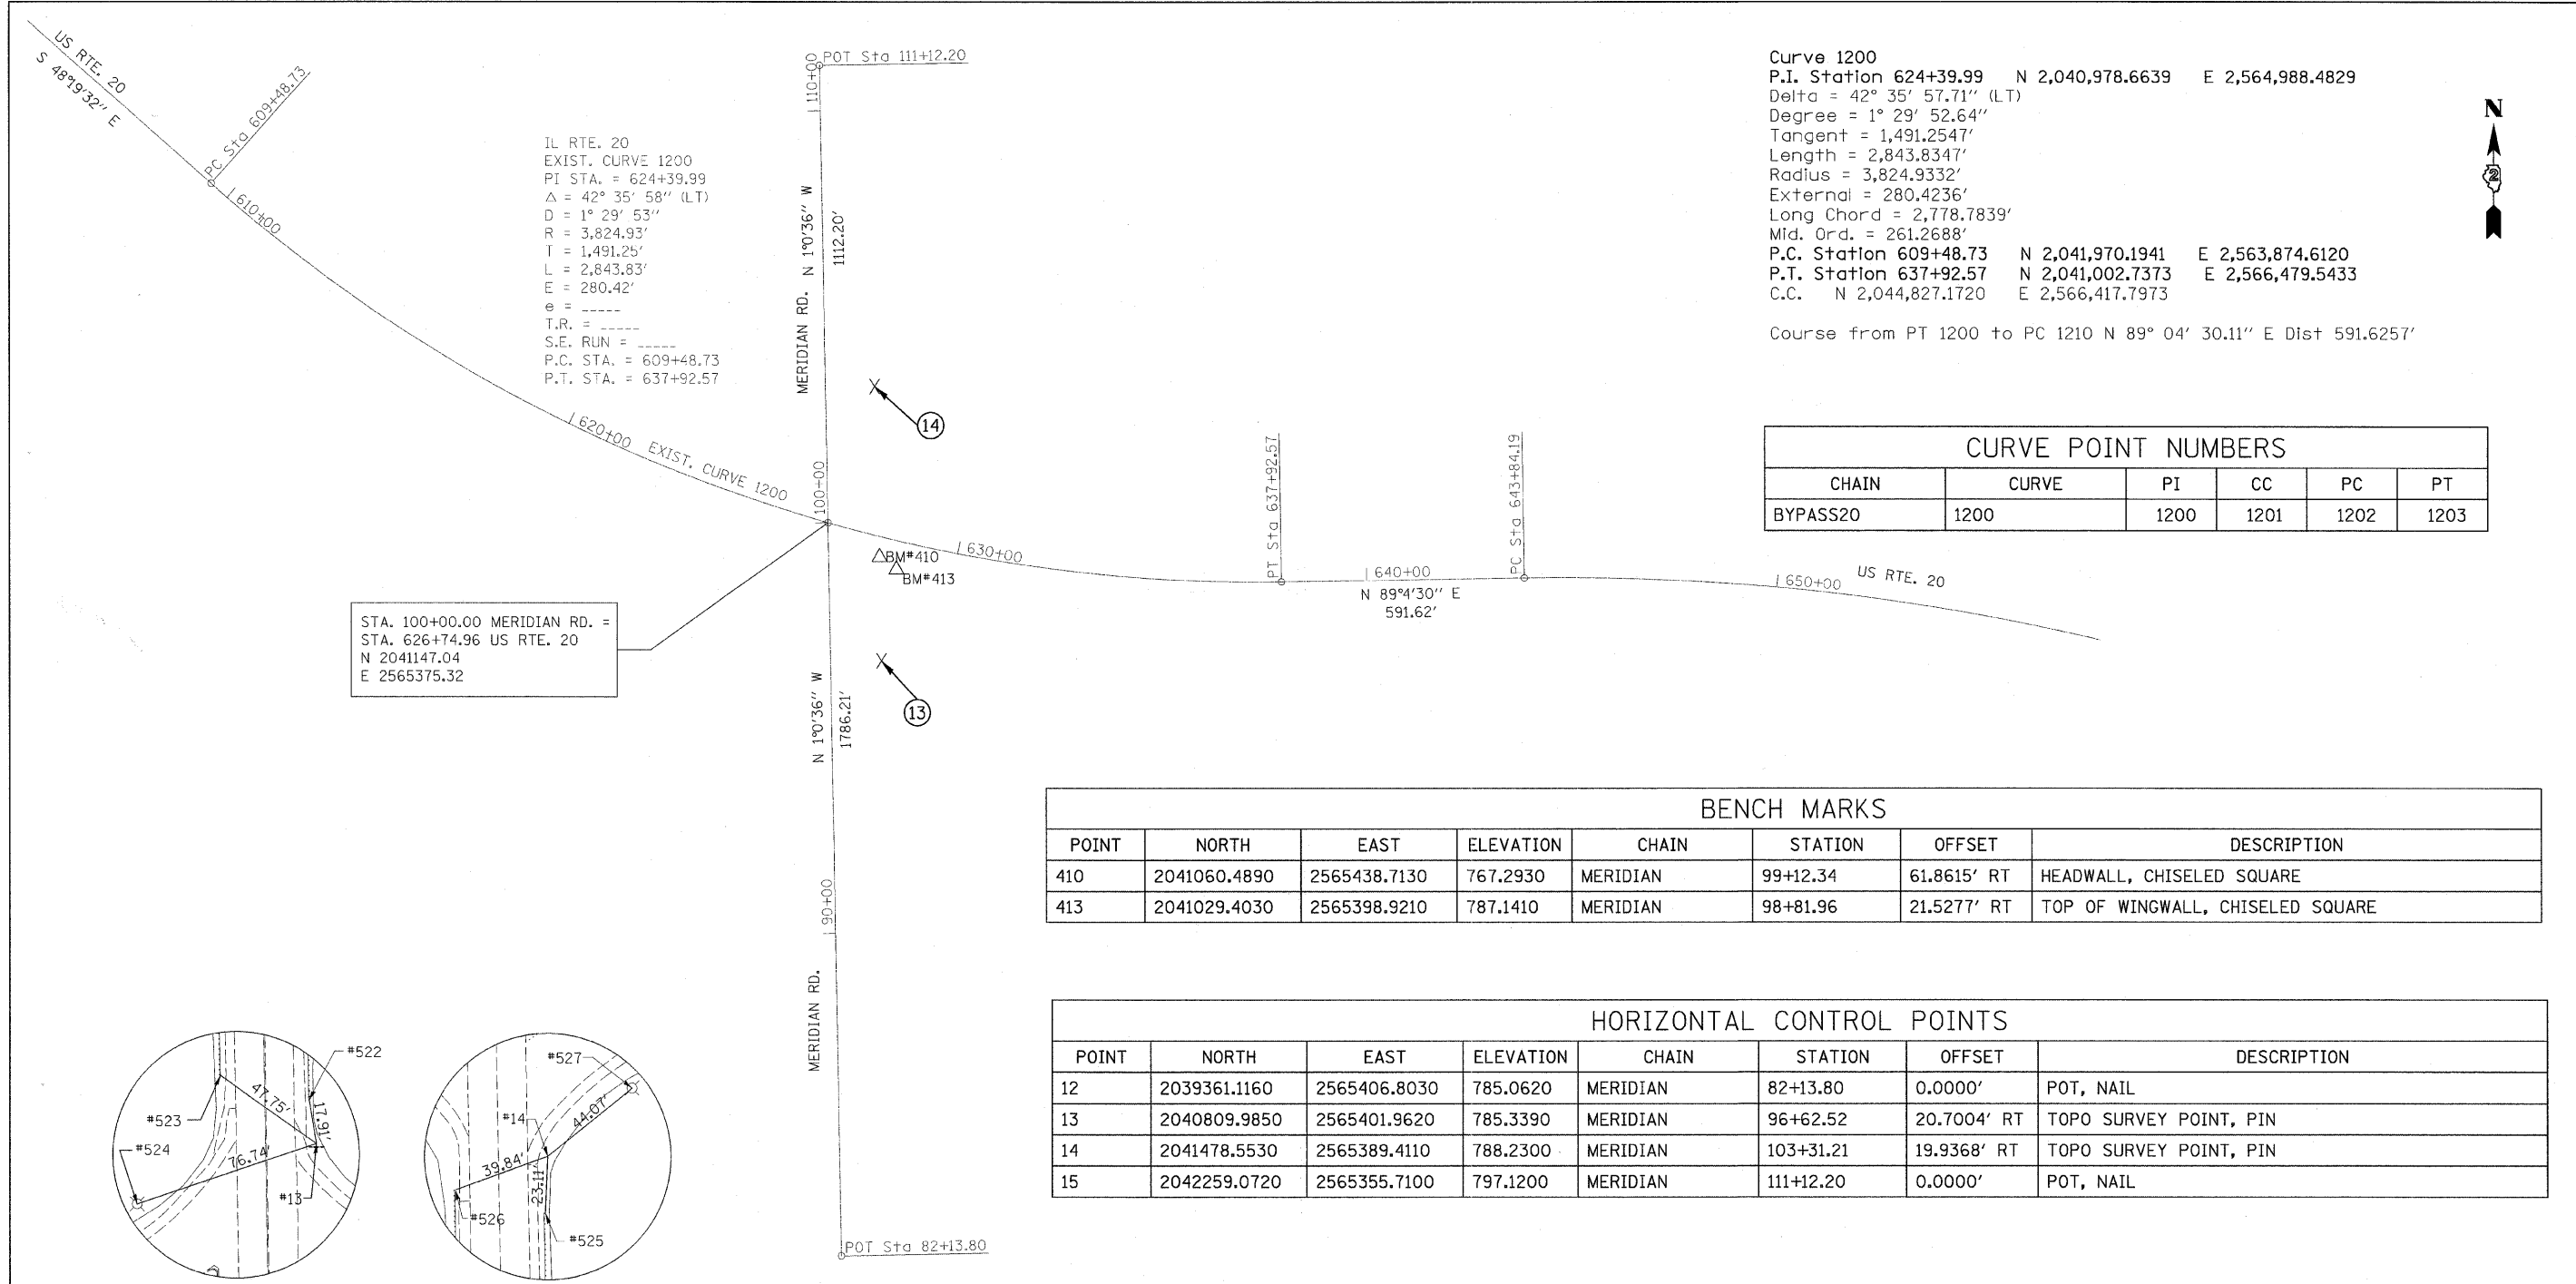 US RTE. 20
S 48°19'32" E
PC Sta 609+48.73
610+00
IL RTE. 20
EXIST. CURVE 1200
PI STA. = 624+39.99
Δ = 42° 35' 58" (LT)
D = 1° 29' 53"
R = 3,824.93'
T = 1,491.25'
L = 2,843.83'
E = 280.42'
e = _____
T.R. = _____
S.E. RUN = _____
P.C. STA. = 609+48.73
P.T. STA. = 637+92.57
POT Sta 111+12.20
110+00
MERIDIAN RD. N 1°0'36" W
1112.20'
14
620+00 EXIST. CURVE 1200
100+00
BM#410
BM#413
630+00
PT Sta 637+92.57
640+00
N 89°4'30" E
591.62'
PC Sta 643+84.19
650+00 US RTE. 20
STA. 100+00.00 MERIDIAN RD. =
STA. 626+74.96 US RTE. 20
N 2041147.04
E 2565375.32
13
N 1°0'36" W
1786.21'
90+00
MERIDIAN RD.
POT Sta 82+13.80
Curve 1200
P.I. Station 624+39.99 N 2,040,978.6639 E 2,564,988.4829
Delta = 42° 35' 57.71" (LT)
Degree = 1° 29' 52.64"
Tangent = 1,491.2547'
Length = 2,843.8347'
Radius = 3,824.9332'
External = 280.4236'
Long Chord = 2,778.7839'
Mid. Ord. = 261.2688'
P.C. Station 609+48.73 N 2,041,970.1941 E 2,563,874.6120
P.T. Station 637+92.57 N 2,041,002.7373 E 2,566,479.5433
C.C. N 2,044,827.1720 E 2,566,417.7973
Course from PT 1200 to PC 1210 N 89° 04' 30.11" E Dist 591.6257'
N
2
CURVE POINT NUMBERS
CHAIN CURVE PI CC PC PT
BYPASS20 1200 1200 1201 1202 1203
BENCH MARKS
POINT NORTH EAST ELEVATION CHAIN STATION OFFSET DESCRIPTION
410 2041060.4890 2565438.7130 767.2930 MERIDIAN 99+12.34 61.8615' RT HEADWALL, CHISELED SQUARE
413 2041029.4030 2565398.9210 787.1410 MERIDIAN 98+81.96 21.5277' RT TOP OF WINGWALL, CHISELED SQUARE
HORIZONTAL CONTROL POINTS
POINT NORTH EAST ELEVATION CHAIN STATION OFFSET DESCRIPTION
12 2039361.1160 2565406.8030 785.0620 MERIDIAN 82+13.80 0.0000' POT, NAIL
13 2040809.9850 2565401.9620 785.3390 MERIDIAN 96+62.52 20.7004' RT TOPO SURVEY POINT, PIN
14 2041478.5530 2565389.4110 788.2300 MERIDIAN 103+31.21 19.9368' RT TOPO SURVEY POINT, PIN
15 2042259.0720 2565355.7100 797.1200 MERIDIAN 111+12.20 0.0000' POT, NAIL
#522
47.75'
17.91'
#523
#524
76.74'
#13
#527
#14
44.07'
39.84'
23.11'
#526
#525